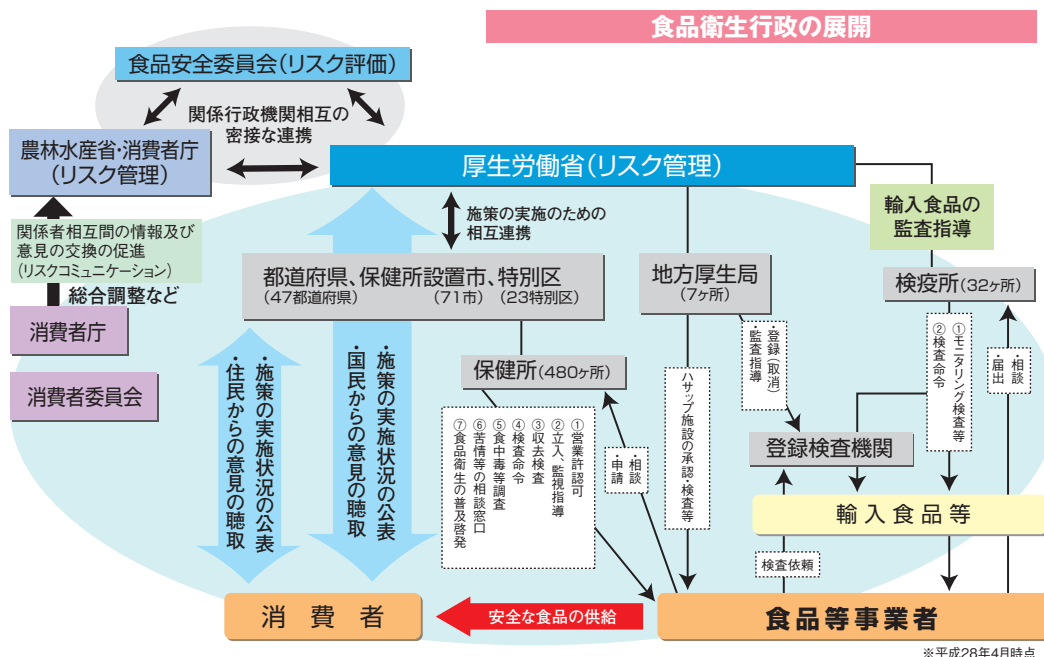 食品衛生行政の展開
食品安全委員会(リスク評価)
関係行政機関相互の
密接な連携
農林水産省・消費者庁
(リスク管理)
厚生労働省(リスク管理)
関係者相互間の情報及び
意見の交換の促進
(リスクコミュニケーション)
総合調整など
消費者庁
消費者委員会
施策の実施のための
相互連携
都道府県、保健所設置市、特別区
(47都道府県)
(71市)
(23特別区)
地方厚生局
(7ヶ所)
輸入食品の
監査指導
検疫所(32ヶ所)
・施策の実施状況の公表
・住民からの意見の聴取
・施策の実施状況の公表
・国民からの意見の聴取
保健所(480ヶ所)
①営業許認可
②立入、監視指導
③収去検査
④検査命令
⑤食中毒等調査
⑥苦情等の相談窓口
⑦食品衛生の普及啓発
・相談
・申請
ハサップ施設の承認・検査等
・登録(取消)
・監査指導
①モニタリング検査等
②検査命令
・相談
・届出
登録検査機関
輸入食品等
検査依頼
消費者
安全な食品の供給
食品等事業者
※平成28年4月時点